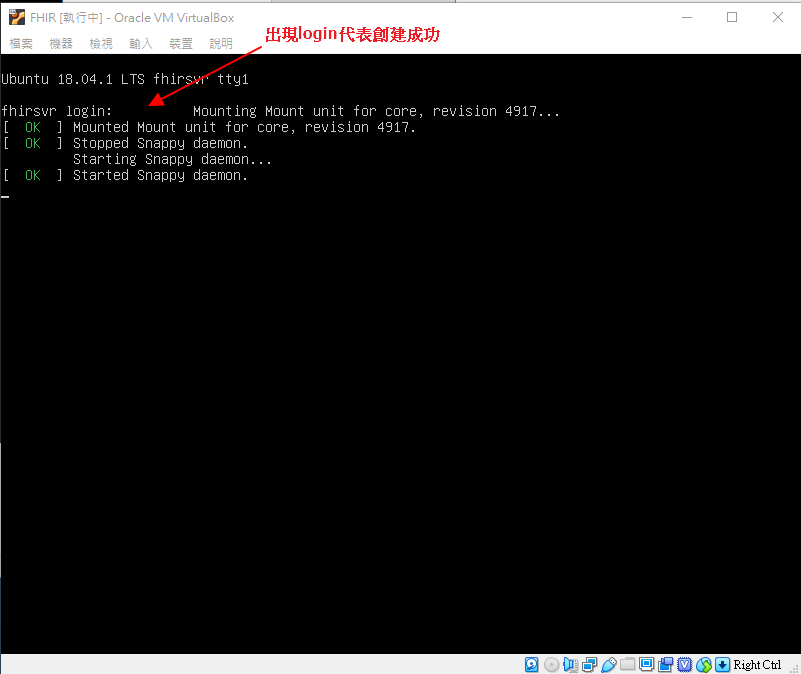 FHIR [執行中] - Oracle VM VirtualBox
檔案 機器 檢視 輸入 裝置 說明
出現login代表創建成功
Ubuntu 18.04.1 LTS fhirsvr tty1
fhirsvr login:          Mounting Mount unit for core, revision 4917...
[  OK  ] Mounted Mount unit for core, revision 4917.
[  OK  ] Stopped Snappy daemon.
         Starting Snappy daemon...
[  OK  ] Started Snappy daemon.
Right Ctrl